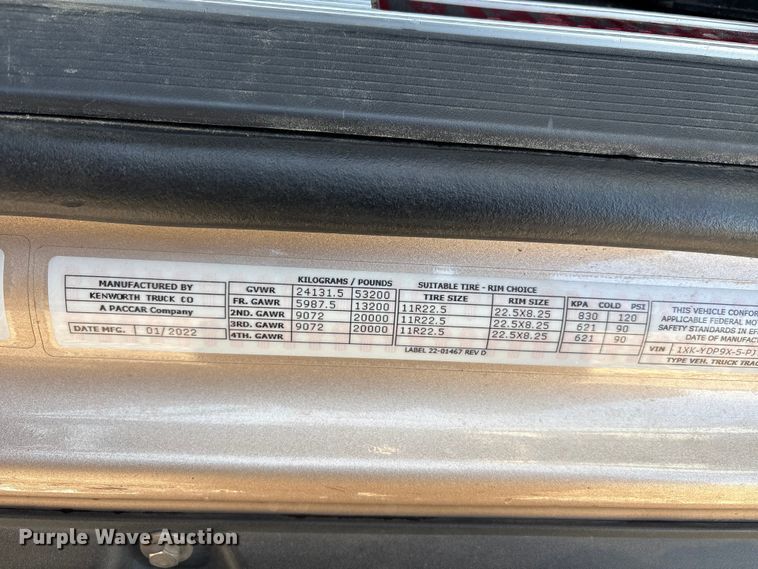 MANUFACTURED BY
KENWORTH TRUCK CO
A PACCAR Company
DATE MFG. 01/2022
KILOGRAMS / POUNDS
GVWR 24131.5 53200
FR. GAWR 5987.5 13200
2ND. GAWR 9072 20000
3RD. GAWR 9072 20000
4TH. GAWR
SUITABLE TIRE - RIM CHOICE
TIRE SIZE RIM SIZE
11R22.5 22.5X8.25
11R22.5 22.5X8.25
11R22.5 22.5X8.25
KPA COLD PSI
830 120
621 90
621 90
LABEL 22-01467 REV D
THIS VEHICLE CONFOR
APPLICABLE FEDERAL MO
SAFETY STANDARDS IN EF
DATE OF MANUFA
VIN 1XK-YDP9X-5-PJ
TYPE VEH. TRUCK TRAC
Purple Wave Auction